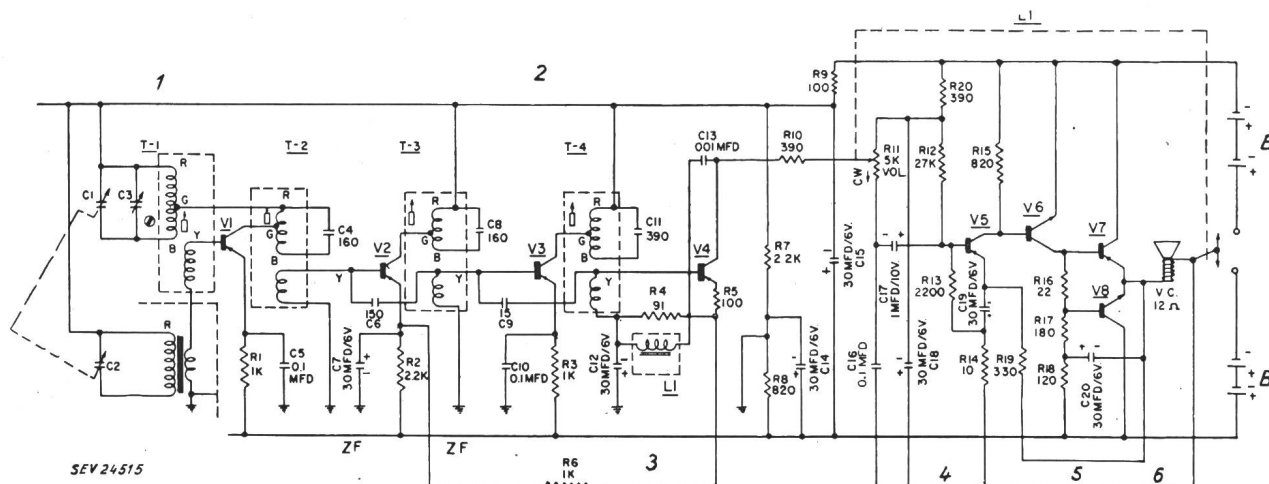 L1
1
2
R9
100
R20
390
C13
.001 MFD
R10
390
T-1
T-2
T-3
T-4
R
R
R
R
R11
5K
VOL.
CW
R12
27K
R15
820
V6
B
C1
C3
G
G
G
G
V1
C4
160
C8
160
C11
390
V5
V7
Y
B
B
B
B
V2
V3
V4
R7
2.2K
Y
Y
R4
91
R5
100
150
C6
15
C9
30MFD/6V.
C15
C17
1MFD/10V.
R13
2200
C19
30MFD/6V.
R16
22
V8
V.C.
12 Ω
R
C2
R1
1K
C5
0.1
MFD
C7
30MFD/6V
R2
2.2K
C10
0.1MFD
R3
1K
C12
30MFD/6V
L1
R8
820
30MFD/6V.
C14
C16
0.1 MFD
30MFD/6V.
C18
R14
10
R19
330
R17
180
R18
120
C20
30MFD/6V.
B
ZF
ZF
SEV 24515
R6
1K
3
4
5
6